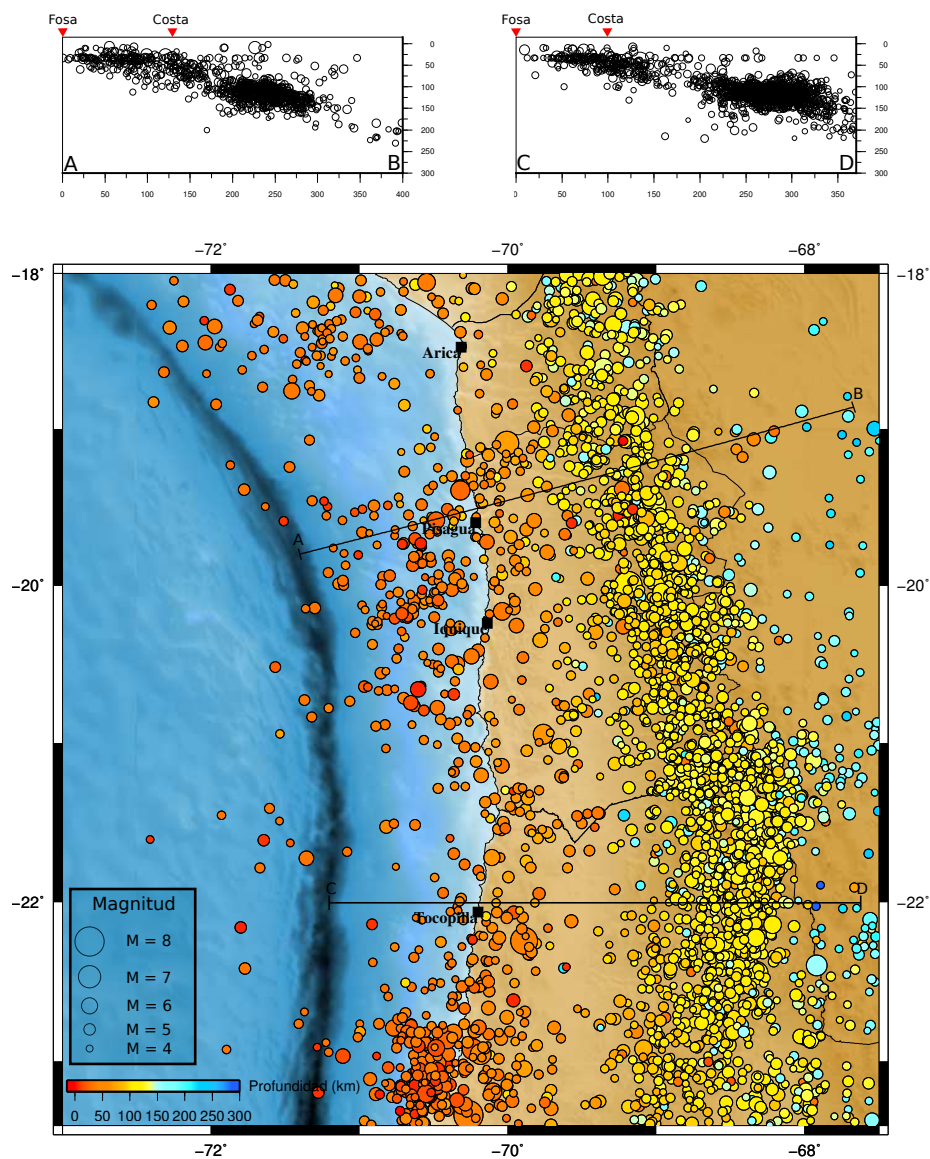 Fosa Costa Fosa Costa
0 0
50 50
100 100
150 150
200 200
250 250
300 300
A B C D
0 50 100 150 200 250 300 350 400 0 50 100 150 200 250 300 350
−72˚ −70˚ −68˚
−18˚ −18˚
Arica
B
Pisagua
A
−20˚ −20˚
Iquique
C D
−22˚ −22˚
Tocopilla
Magnitud
M = 8
M = 7
M = 6
M = 5
M = 4
Profundidad (km)
0 50 100 150 200 250 300
−72˚ −70˚ −68˚